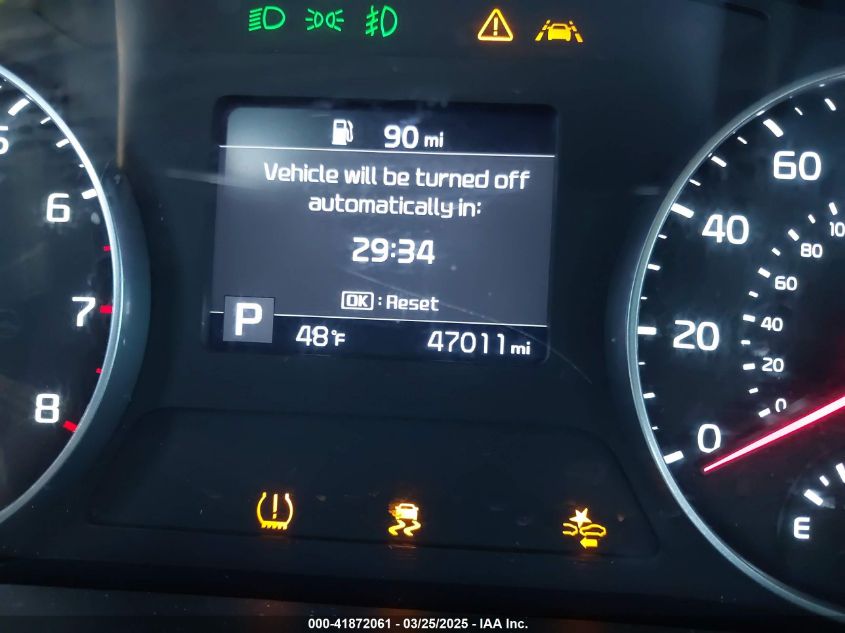 90 mi
Vehicle will be turned off
automatically in:
29:34
OK : Reset
P
48°F
47011 mi
6
7
8
60
40
20
0
100
80
60
40
20
0
E
000-41872061 - 03/25/2025 - IAA Inc.